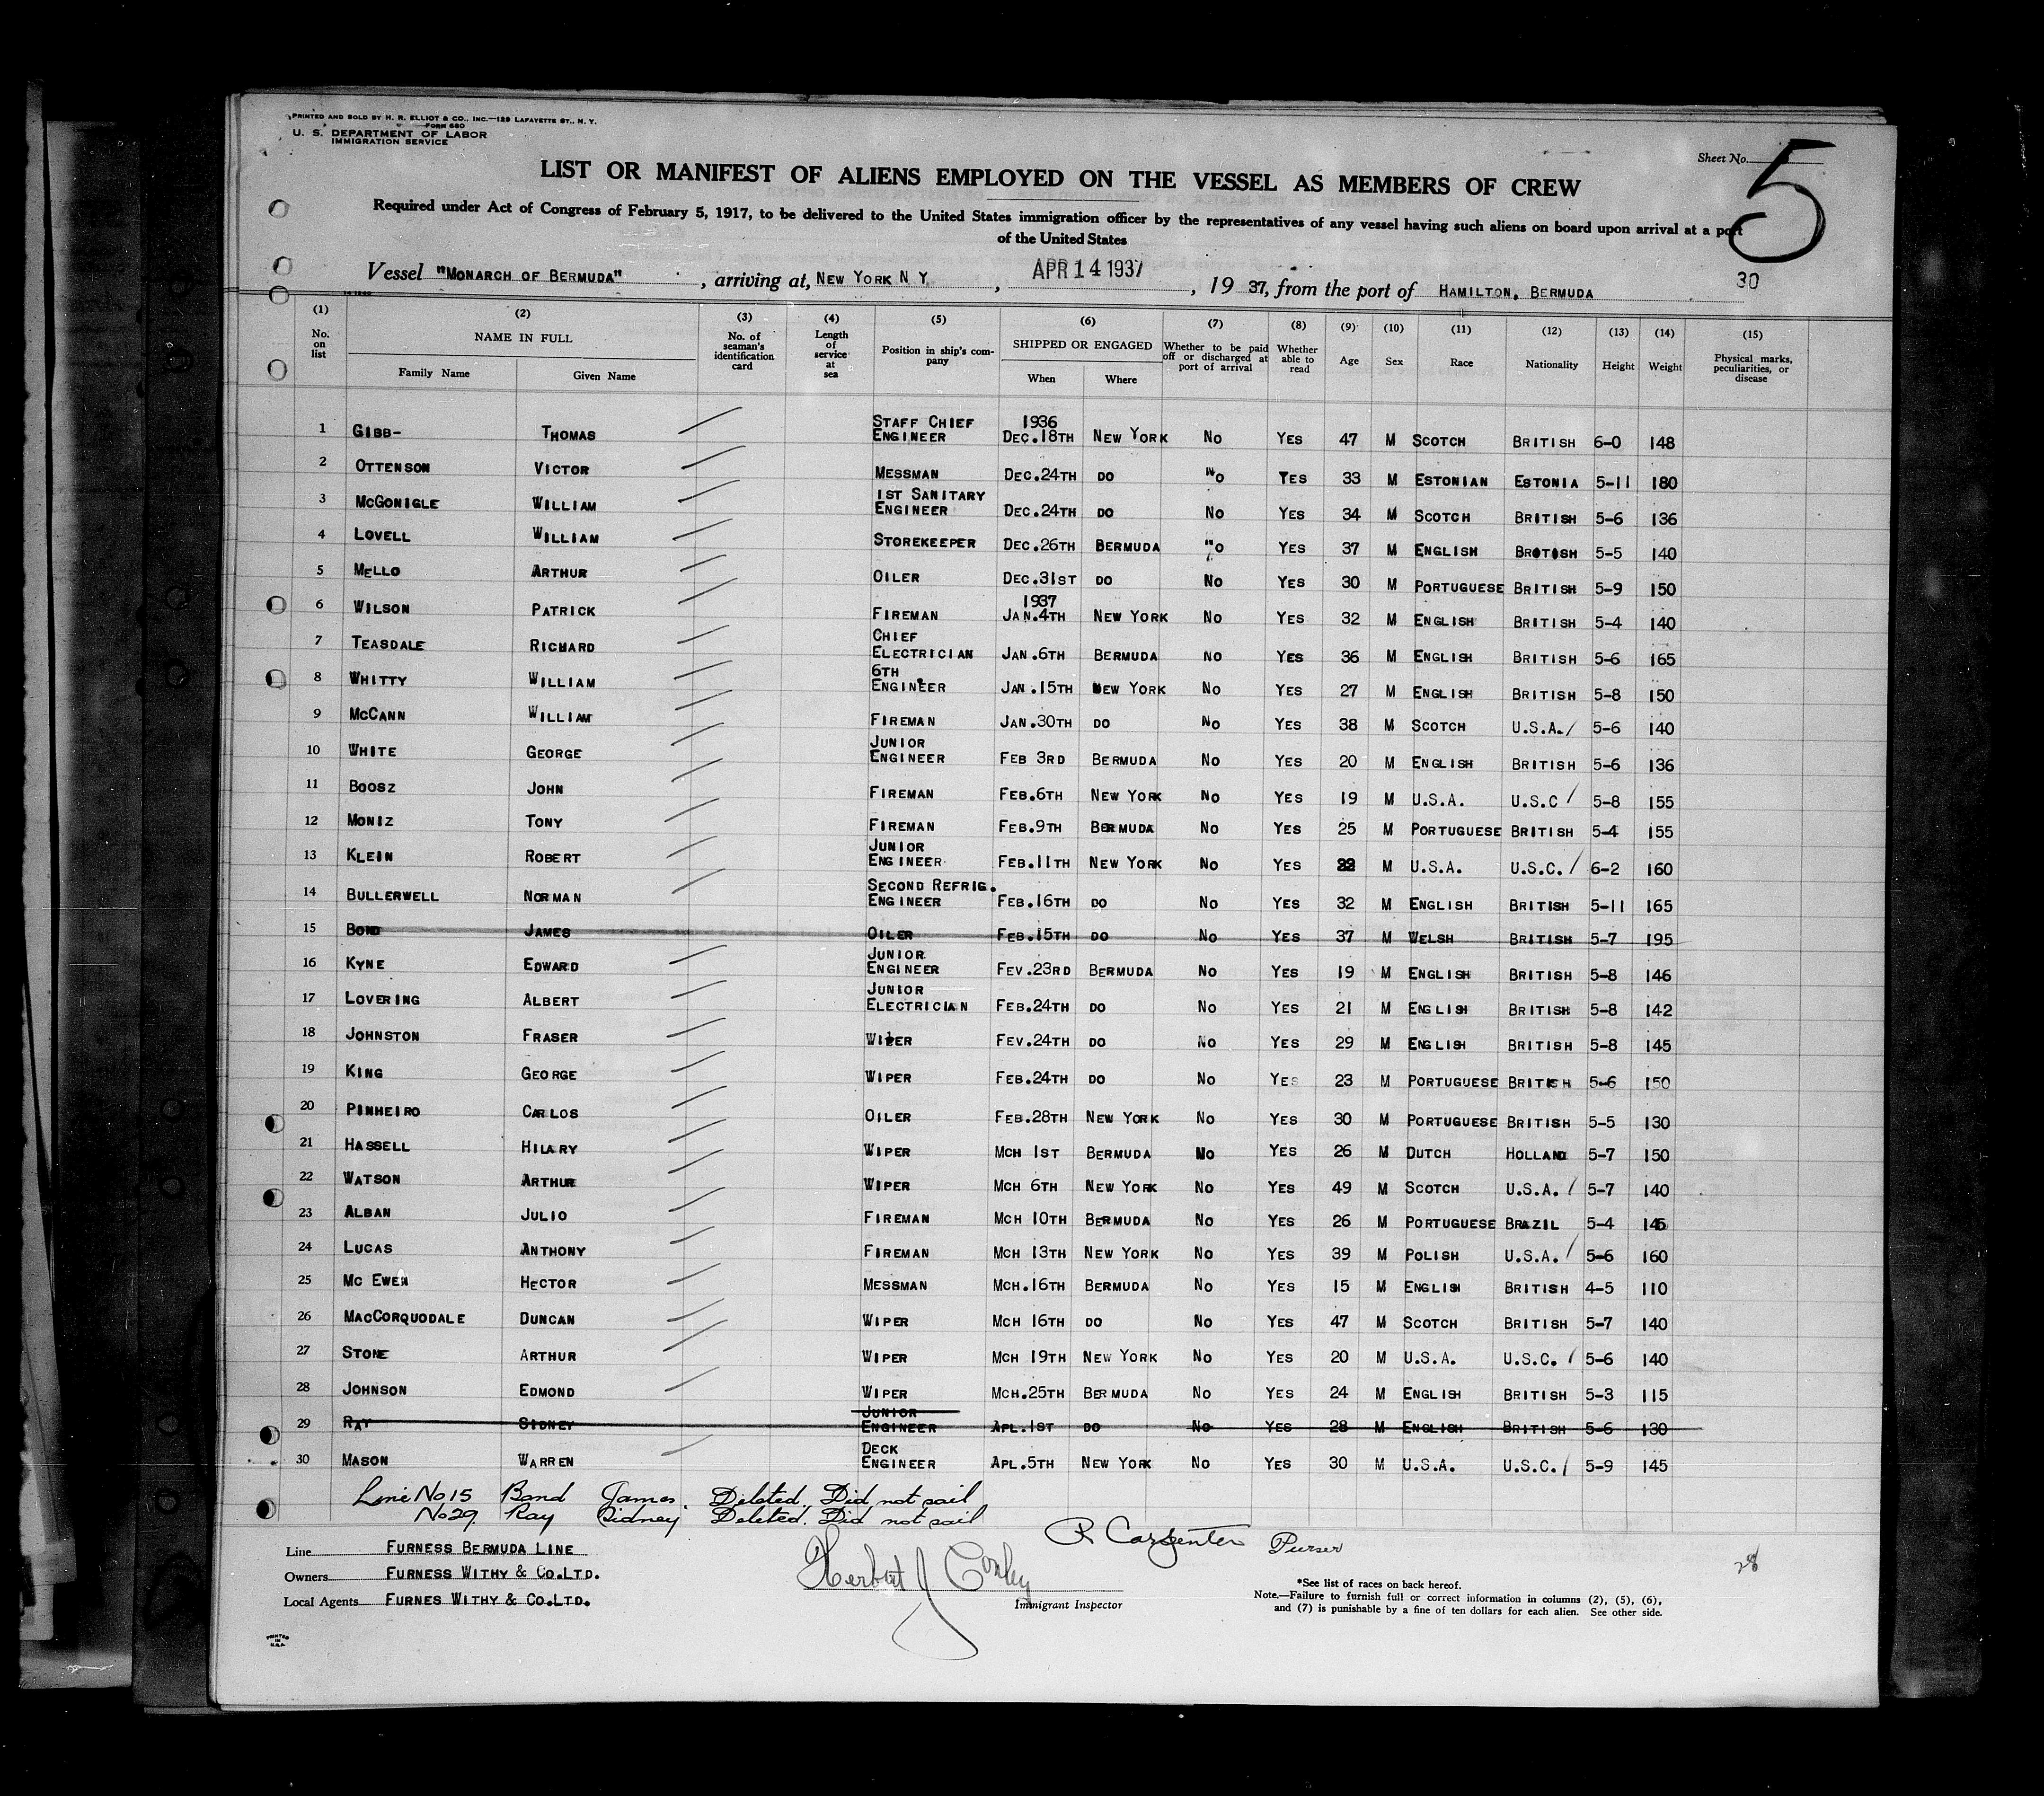 PRINTED AND SOLD BY H. R. ELLIOT & CO., INC.—129 LAFAYETTE ST., N. Y.
FORM 680
U. S. DEPARTMENT OF LABOR
IMMIGRATION SERVICE
Sheet No. 5
LIST OR MANIFEST OF ALIENS EMPLOYED ON THE VESSEL AS MEMBERS OF CREW
Required under Act of Congress of February 5, 1917, to be delivered to the United States immigration officer by the representatives of any vessel having such aliens on board upon arrival at a port
of the United States
Vessel "MONARCH OF BERMUDA", arriving at, NEW YORK N Y, APR 14 1937, 19 37, from the port of HAMILTON, BERMUDA 30
(1) (2) (3) (4) (5) (6) (7) (8) (9) (10) (11) (12) (13) (14) (15)
No. on list NAME IN FULL Family Name Given Name No. of seaman's identification card Length of service at sea Position in ship's company SHIPPED OR ENGAGED When Where Whether to be paid off or discharged at port of arrival Whether able to read Age Sex Race Nationality Height Weight Physical marks, peculiarities, or disease
1 GIBB- THOMAS STAFF CHIEF ENGINEER 1936 DEC.18TH NEW YORK NO YES 47 M SCOTCH BRITISH 6-0 148
2 OTTENSON VICTOR MESSMAN DEC.24TH DO NO YES 33 M ESTONIAN ESTONIA 5-11 180
3 MCGONIGLE WILLIAM 1ST SANITARY ENGINEER DEC.24TH DO NO YES 34 M SCOTCH BRITISH 5-6 136
4 LOVELL WILLIAM STOREKEEPER DEC.26TH BERMUDA NO YES 37 M ENGLISH BROTOSH 5-5 140
5 MELLO ARTHUR OILER DEC.31ST DO NO YES 30 M PORTUGUESE BRITISH 5-9 150
6 WILSON PATRICK FIREMAN 1937 JAN.4TH NEW YORK NO YES 32 M ENGLISH BRITISH 5-4 140
7 TEASDALE RICHARD CHIEF ELECTRICIAN JAN.6TH BERMUDA NO YES 36 M ENGLISH BRITISH 5-6 165
8 WHITTY WILLIAM 6TH ENGINEER JAN.15TH NEW YORK NO YES 27 M ENGLISH BRITISH 5-8 150
9 MCCANN WILLIAM FIREMAN JAN.30TH DO NO YES 38 M SCOTCH U.S.A./ 5-6 140
10 WHITE GEORGE JUNIOR ENGINEER FEB 3RD BERMUDA NO YES 20 M ENGLISH BRITISH 5-6 136
11 BOOSZ JOHN FIREMAN FEB.6TH NEW YORK NO YES 19 M U.S.A. U.S.C / 5-8 155
12 MONIZ TONY FIREMAN FEB.9TH BERMUDA NO YES 25 M PORTUGUESE BRITISH 5-4 155
13 KLEIN ROBERT JUNIOR ENGINEER FEB.11TH NEW YORK NO YES 22 M U.S.A. U.S.C. / 6-2 160
14 BULLERWELL NORMAN SECOND REFRIG. ENGINEER FEB.16TH DO NO YES 32 M ENGLISH BRITISH 5-11 165
15 BOND JAMES OILER FEB.15TH DO NO YES 37 M WELSH BRITISH 5-7 195
16 KYNE EDWARD JUNIOR ENGINEER FEV.23RD BERMUDA NO YES 19 M ENGLISH BRITISH 5-8 146
17 LOVERING ALBERT JUNIOR ELECTRICIAN FEB.24TH DO NO YES 21 M ENGLISH BRITISH 5-8 142
18 JOHNSTON FRASER WIPER FEV.24TH DO NO YES 29 M ENGLISH BRITISH 5-8 145
19 KING GEORGE WIPER FEB.24TH DO NO YES 23 M PORTUGUESE BRITISH 5-6 150
20 PINHEIRO CARLOS OILER FEB.28TH NEW YORK NO YES 30 M PORTUGUESE BRITISH 5-5 130
21 HASSELL HILARY WIPER MCH 1ST BERMUDA NO YES 26 M DUTCH HOLLAND 5-7 150
22 WATSON ARTHUR WIPER MCH 6TH NEW YORK NO YES 49 M SCOTCH U.S.A. / 5-7 140
23 ALBAN JULIO FIREMAN MCH 10TH BERMUDA NO YES 26 M PORTUGUESE BRAZIL 5-4 145
24 LUCAS ANTHONY FIREMAN MCH 13TH NEW YORK NO YES 39 M POLISH U.S.A. / 5-6 160
25 MC EWEN HECTOR MESSMAN MCH.16TH BERMUDA NO YES 15 M ENGLISH BRITISH 4-5 110
26 MACCORQUODALE DUNCAN WIPER MCH 16TH DO NO YES 47 M SCOTCH BRITISH 5-7 140
27 STONE ARTHUR WIPER MCH 19TH NEW YORK NO YES 20 M U.S.A. U.S.C. / 5-6 140
28 JOHNSON EDMOND WIPER MCH.25TH BERMUDA NO YES 24 M ENGLISH BRITISH 5-3 115
29 RAY SIDNEY JUNIOR ENGINEER APL.1ST DO NO YES 28 M ENGLISH BRITISH 5-6 130
30 MASON WARREN DECK ENGINEER APL.5TH NEW YORK NO YES 30 M U.S.A. U.S.C. / 5-9 145
Line No 15 Bond James. Deleted. Did not sail
No 29. Ray Sidney Deleted. Did not sail
R Carpenter Purser
Line FURNESS BERMUDA LINE
Owners FURNESS WITHY & CO.LTD.
Local Agents FURNES WITHY & CO.LTD.
Herbert J Conley
Immigrant Inspector
28
*See list of races on back hereof.
Note.—Failure to furnish full or correct information in columns (2), (5), (6),
and (7) is punishable by a fine of ten dollars for each alien. See other side.
PRINTED IN